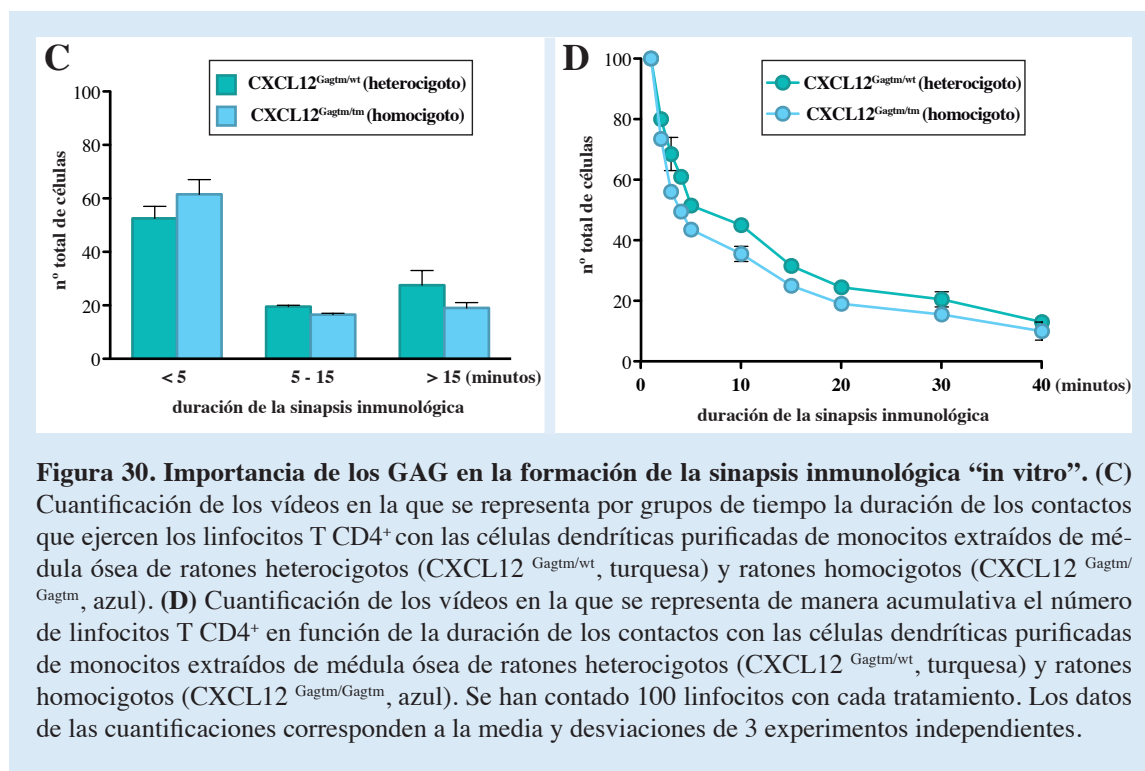 C
CXCL12Gagtm/wt (heterocigoto)
CXCL12Gagtm/tm (homocigoto)
nº total de células
100
80
60
40
20
0
< 5
5 - 15
> 15 (minutos)
duración de la sinapsis inmunológica
D
CXCL12Gagtm/wt (heterocigoto)
CXCL12Gagtm/tm (homocigoto)
nº total de células
100
80
60
40
20
0
0
10
20
30
40 (minutos)
duración de la sinapsis inmunológica
Figura 30. Importancia de los GAG en la formación de la sinapsis inmunológica “in vitro”. (C)
Cuantificación de los vídeos en la que se representa por grupos de tiempo la duración de los contactos
que ejercen los linfocitos T CD4+ con las células dendríticas purificadas de monocitos extraídos de mé-
dula ósea de ratones heterocigotos (CXCL12 Gagtm/wt, turquesa) y ratones homocigotos (CXCL12 Gagtm/
Gagtm, azul). (D) Cuantificación de los vídeos en la que se representa de manera acumulativa el número
de linfocitos T CD4+ en función de la duración de los contactos con las células dendríticas purificadas
de monocitos extraídos de médula ósea de ratones heterocigotos (CXCL12 Gagtm/wt, turquesa) y ratones
homocigotos (CXCL12 Gagtm/Gagtm, azul). Se han contado 100 linfocitos con cada tratamiento. Los datos
de las cuantificaciones corresponden a la media y desviaciones de 3 experimentos independientes.